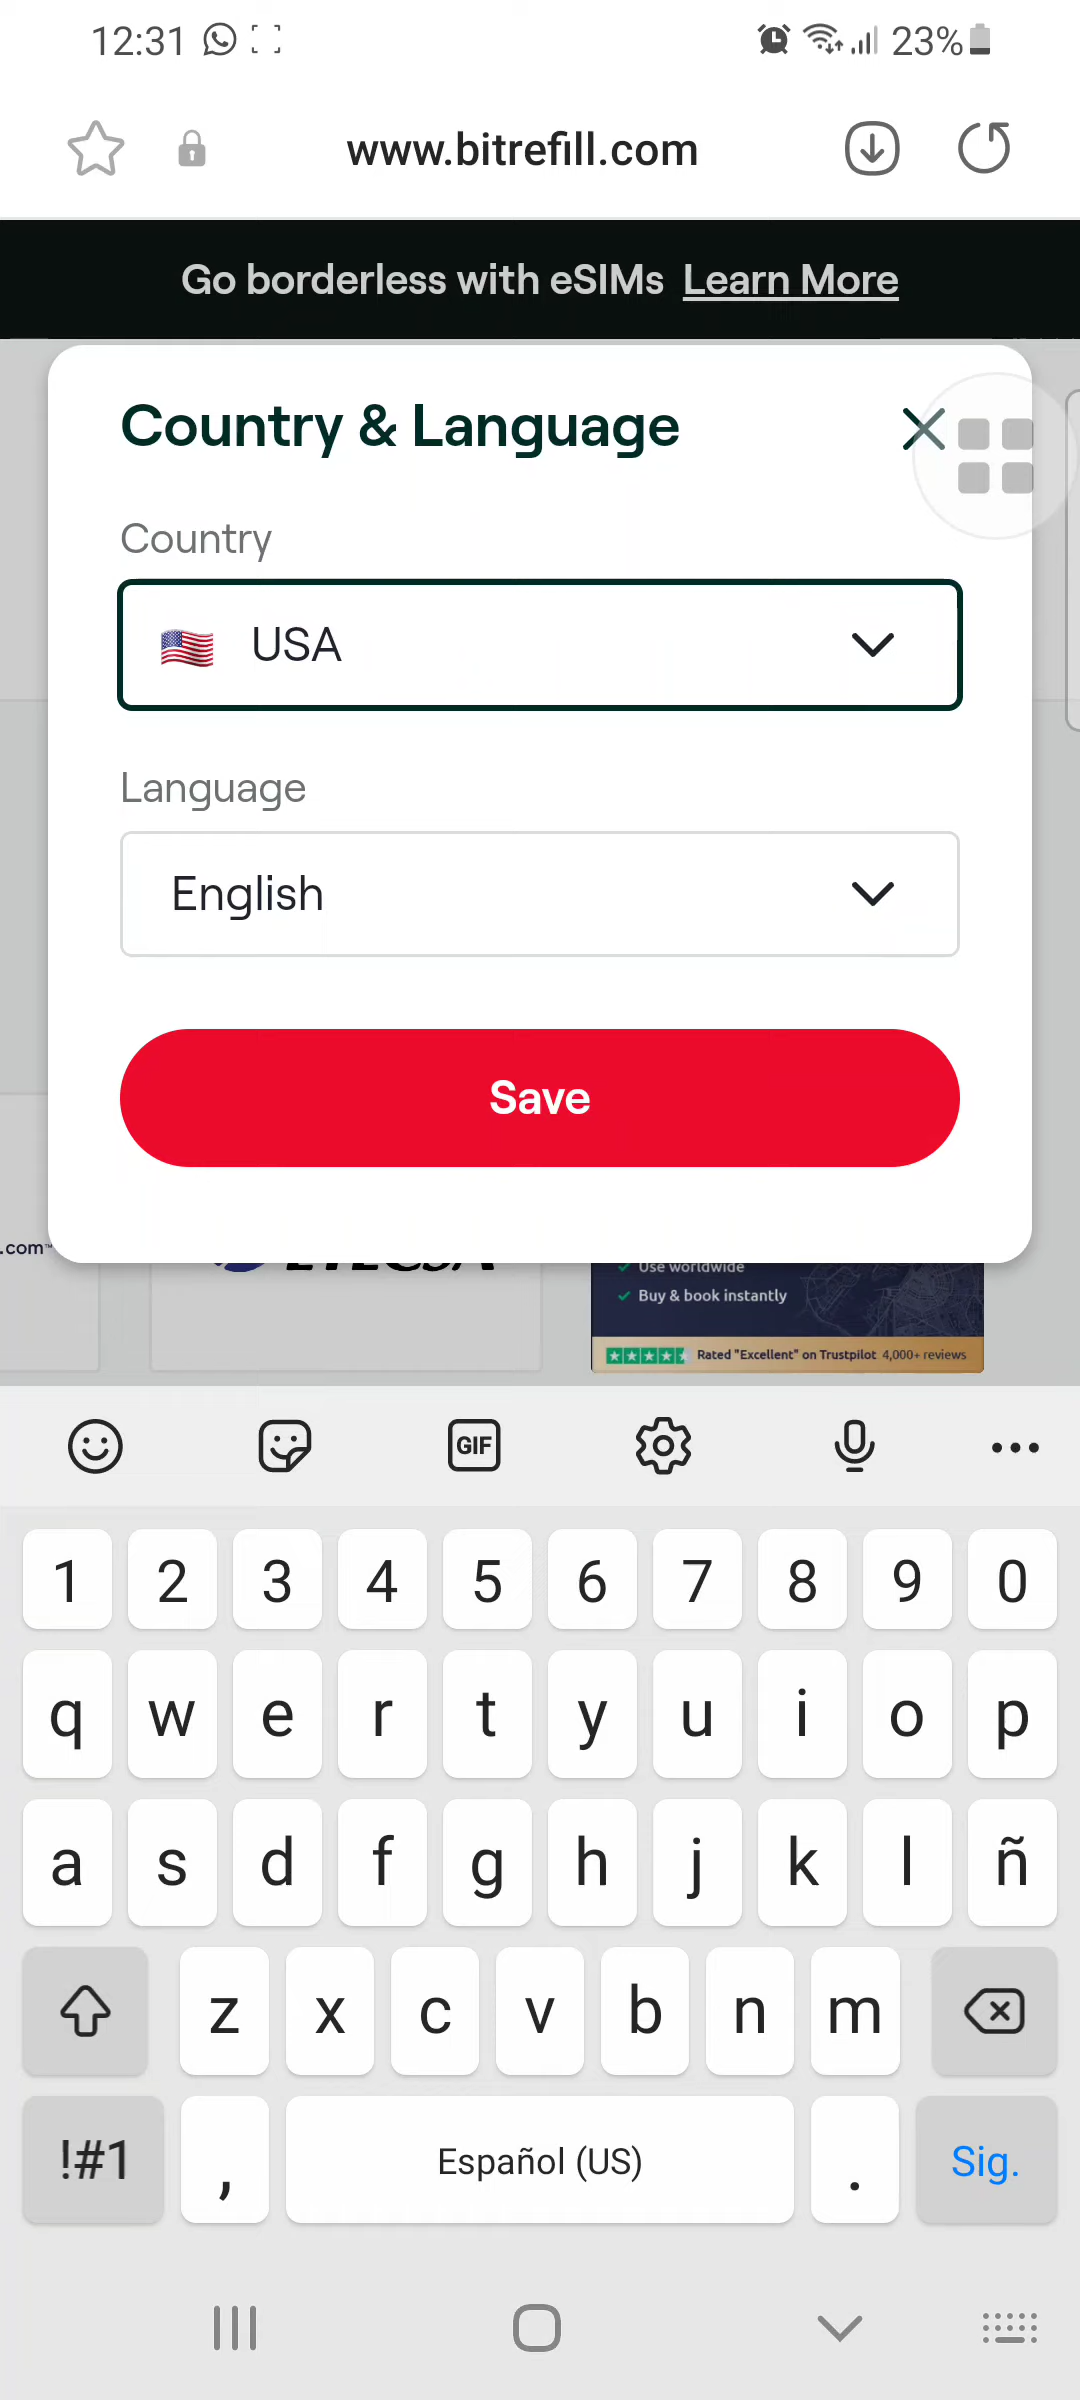 12:31
23%
www.bitrefill.com
Go borderless with eSIMs Learn More
Country & Language
Country
USA
Language
English
Save
.com™
ETECSA
Use worldwide
Buy & book instantly
Rated "Excellent" on Trustpilot 4,000+ reviews
GIF
1 2 3 4 5 6 7 8 9 0
q w e r t y u i o p
a s d f g h j k l ñ
z x c v b n m
!#1 , Español (US) . Sig.